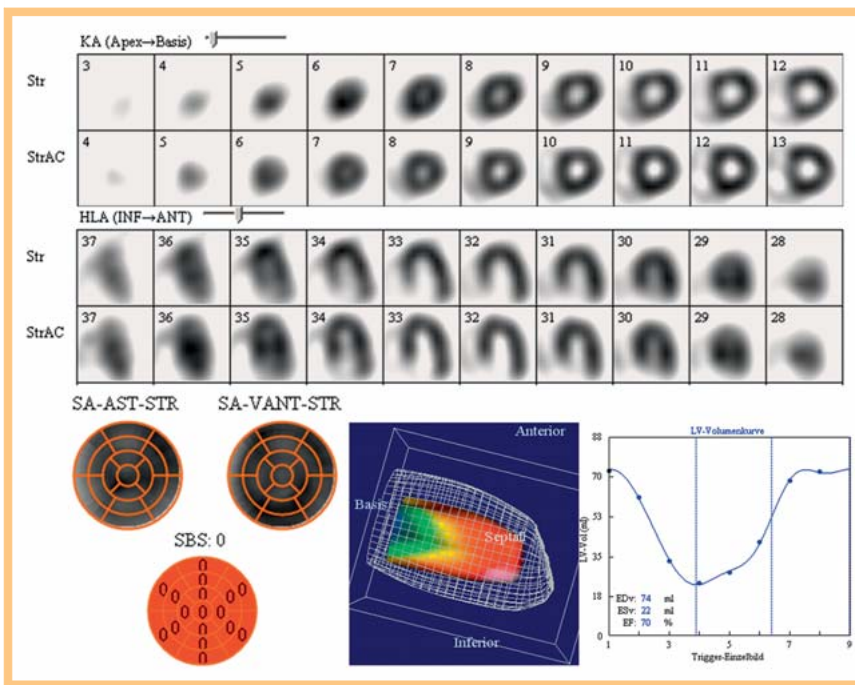 KA (Apex→Basis)
Str
3 4 5 6 7 8 9 10 11 12
StrAC
4 5 6 7 8 9 10 11 12 13
HLA (INF→ANT)
Str
37 36 35 34 33 32 31 30 29 28
StrAC
37 36 35 34 33 32 31 30 29 28
SA-AST-STR SA-VANT-STR
SBS: 0
0
0
0 0 0
0 0 0 0
0
0 0 0 0
0 0 0
0
0
Anterior
Basis
Septall
Inferior
LV-Volumenkurve
LV-Vol (ml)
88
70
53
35
18
0
EDv: 74 ml
ESv: 22 ml
EF: 70 %
1 3 5 7 9
Trigger-Einzelbild